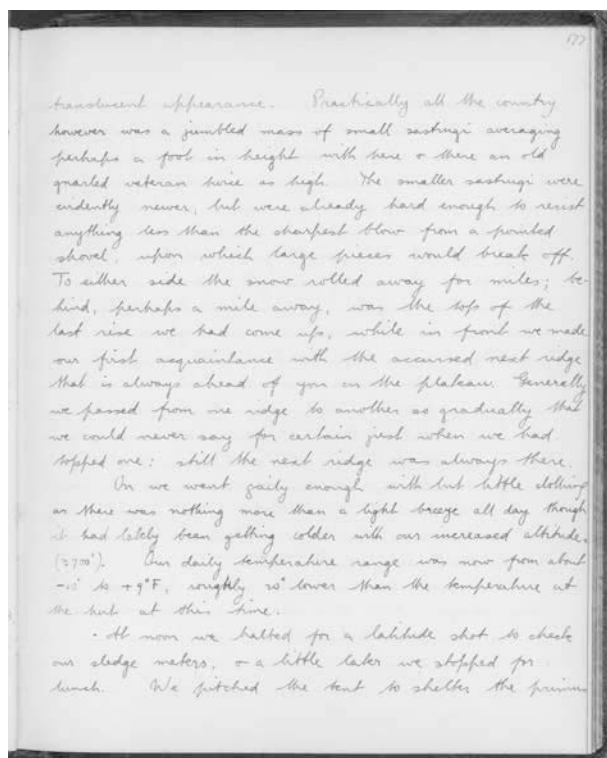 177
translucent appearance. Practically all the country
however was a jumbled mass of small sastrugi averaging
perhaps a foot in height with here & there an old
gnarled veteran twice as high. The smaller sastrugi were
evidently newer, but were already hard enough to resist
anything less than the sharpest blow from a pointed
shovel, upon which large pieces would break off.
To either side the snow rolled away for miles; be-
hind, perhaps a mile away, was the top of the
last rise we had come up, while in front we made
our first acquaintance with the accursed next ridge
that is always ahead of you on the plateau. Generally
we passed from one ridge to another so gradually that
we could never say for certain just when we had
topped one: still the next ridge was always there.
On we went gaily enough with but little clothing
as there was nothing more than a light breeze all day though
it had lately been getting colder with our increased altitude.
Our daily temperature range was now from about
-10° to +9°F, roughly 20° lower than the temperature at
the hut at this time.
At noon we halted for a latitude shot to check
our sledge meters, & a little later we stopped for
lunch. We pitched the tent to shelter the primus